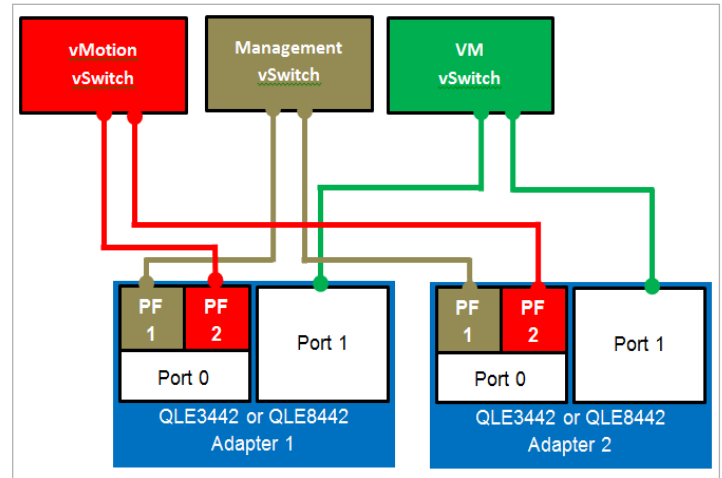 vMotion
vSwitch
Management
vSwitch
VM
vSwitch
PF
1
PF
2
Port 0
Port 1
QLE3442 or QLE8442
Adapter 1
PF
1
PF
2
Port 0
Port 1
QLE3442 or QLE8442
Adapter 2